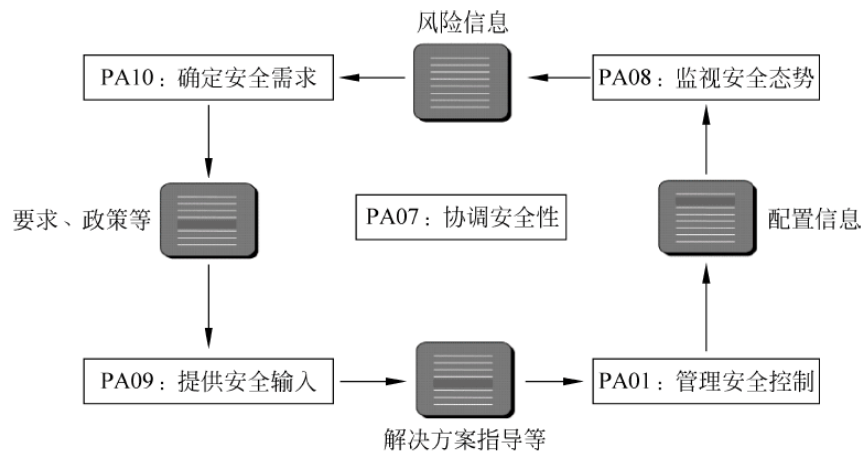 风险信息
PA10：确定安全需求
PA08：监视安全态势
要求、政策等
PA07：协调安全性
配置信息
PA09：提供安全输入
PA01：管理安全控制
解决方案指导等